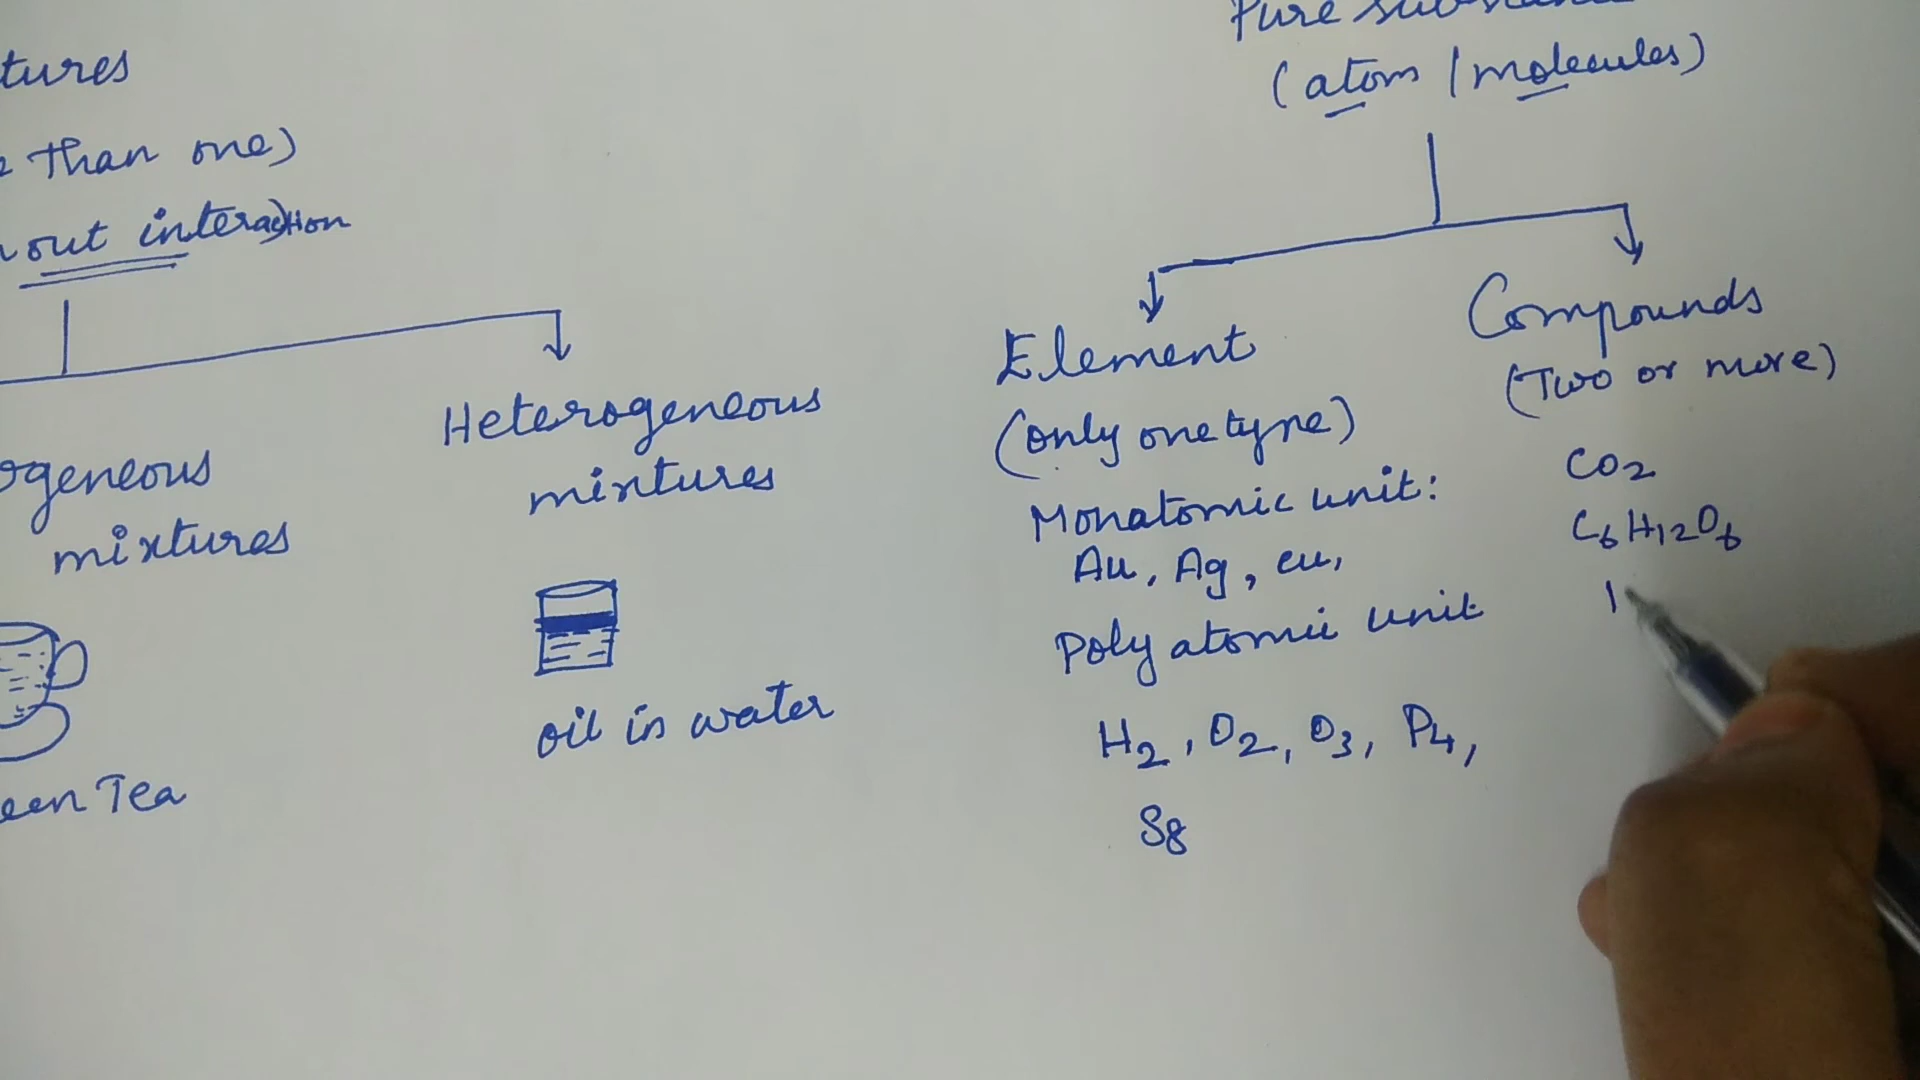 tures
than one)
out interaction
ogeneous
mixtures
een Tea
Heterogeneous
mixtures
oil in water
Pure
(atom / molecules)
Element
(only one type)
Monatomic unit:
Au, Ag, cu,
Poly atomic unit
H2, O2, O3, P4,
S8
Compounds
(Two or more)
CO2
C6H12O6